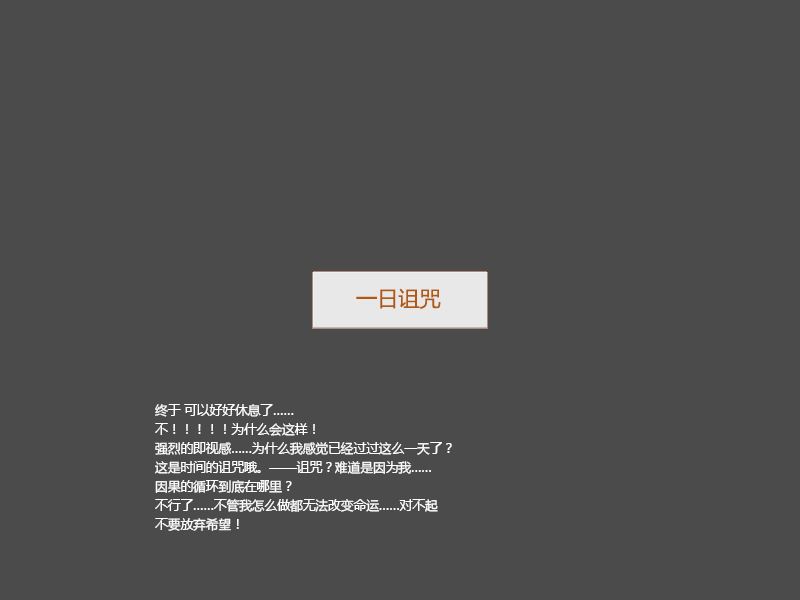 一日诅咒
终于 可以好好休息了......
不！！！！！为什么会这样！
强烈的即视感......为什么我感觉已经过过这么一天了？
这是时间的诅咒哦。——诅咒？难道是因为我......
因果的循环到底在哪里？
不行了......不管我怎么做都无法改变命运......对不起
不要放弃希望！